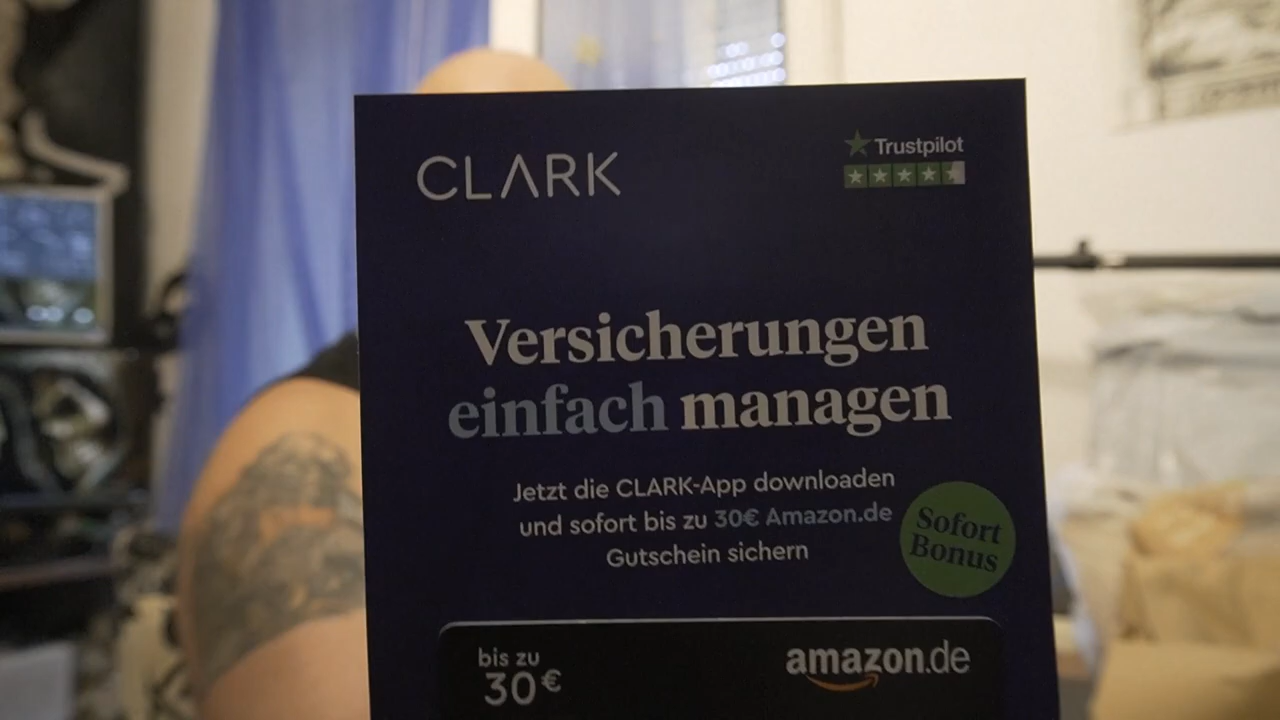 CLARK
Trustpilot
Versicherungen
einfach managen
Jetzt die CLARK-App downloaden
und sofort bis zu 30€ Amazon.de
Gutschein sichern
Sofort
Bonus
bis zu
30€
amazon.de